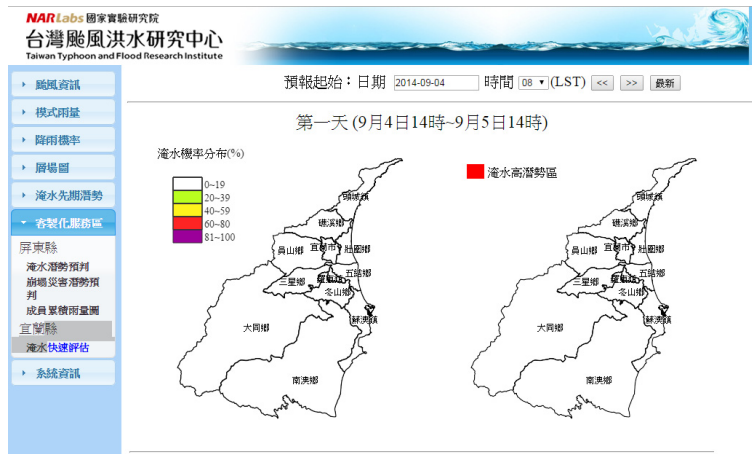 NARLabs 國家實驗研究院
台灣颱風洪水研究中心
Taiwan Typhoon and Flood Research Institute
颱風資訊
模式雨量
降雨機率
層場圖
淹水先期潛勢
客製化服務區
屏東縣
淹水潛勢預判
崩塌災害潛勢預
判
成員累積雨量圖
宜蘭縣
淹水快速評估
系統資訊
預報起始：日期 2014-09-04 時間 08 (LST) << >> 最新
第一天 (9月4日14時~9月5日14時)
淹水機率分布(%)
0~19
20~39
40~59
60~80
81~100
頭城鎮
礁溪鄉
員山鄉 宜蘭市 壯圍鄉
五結鄉
三星鄉 羅東鎮
冬山鄉
蘇澳鎮
大同鄉
南澳鄉
淹水高潛勢區
頭城鎮
礁溪鄉
員山鄉 宜蘭市 壯圍鄉
五結鄉
三星鄉 羅東鎮
冬山鄉
蘇澳鎮
大同鄉
南澳鄉